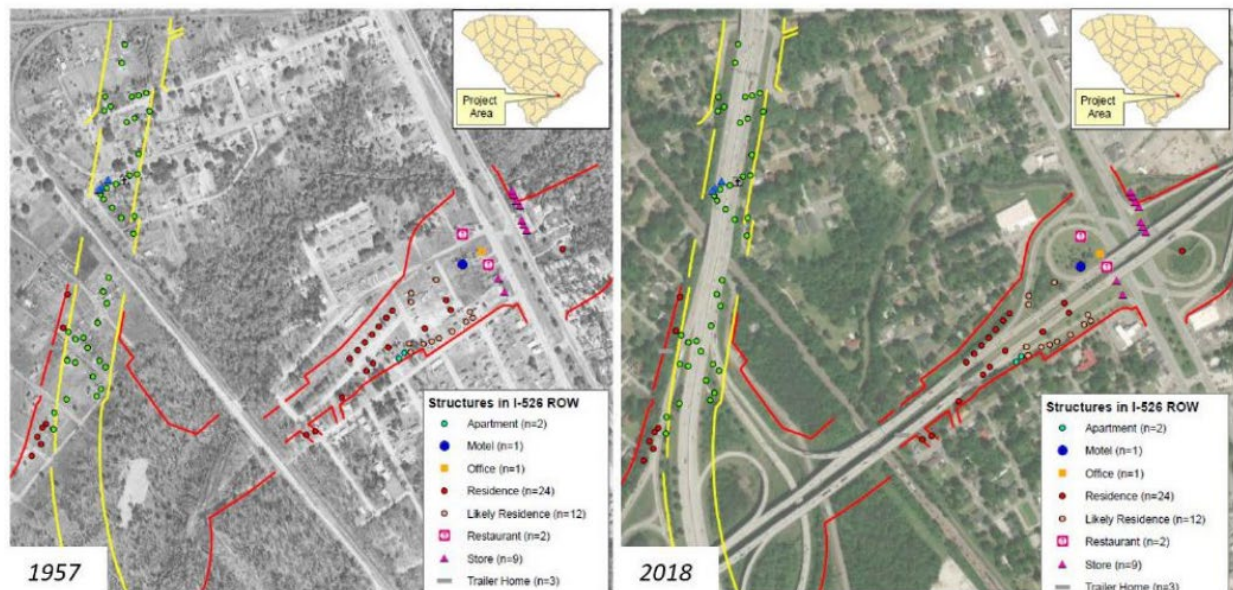 Project
Area
Structures in I-526 ROW
Apartment (n=2)
Motel (n=1)
Office (n=1)
Residence (n=24)
Likely Residence (n=12)
Restaurant (n=2)
Store (n=9)
Trailer Home (n=3)
1957
Project
Area
Structures in I-526 ROW
Apartment (n=2)
Motel (n=1)
Office (n=1)
Residence (n=24)
Likely Residence (n=12)
Restaurant (n=2)
Store (n=9)
Trailer Home (n=3)
2018